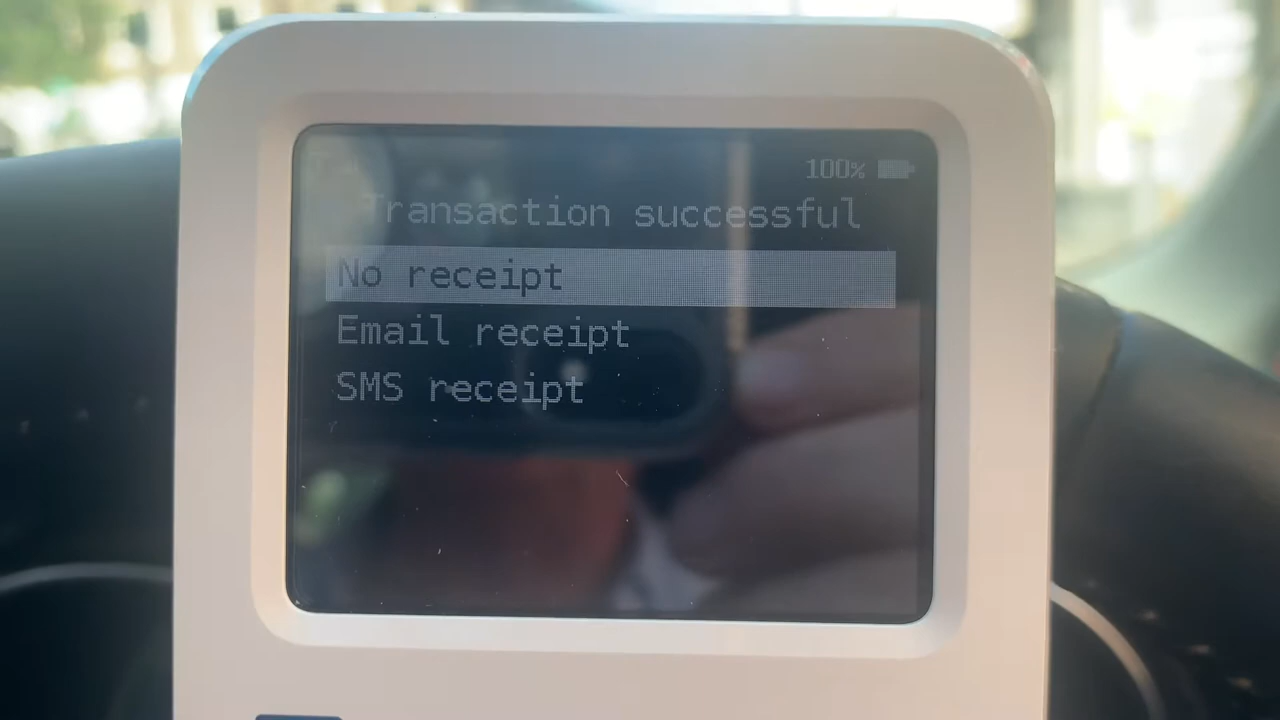 100%
Transaction successful
No receipt
Email receipt
SMS receipt